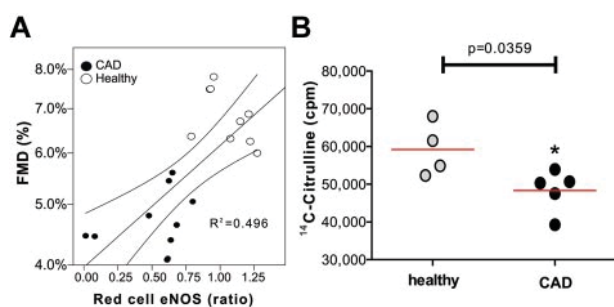 A
CAD
Healthy
8.0%
7.0%
6.0%
5.0%
4.0%
FMD (%)
R²=0.496
0.00 0.25 0.50 0.75 1.00 1.25
Red cell eNOS (ratio)
B
p=0.0359
¹⁴C-Citrulline (cpm)
80,000
70,000
60,000
50,000
40,000
30,000
*
healthy CAD